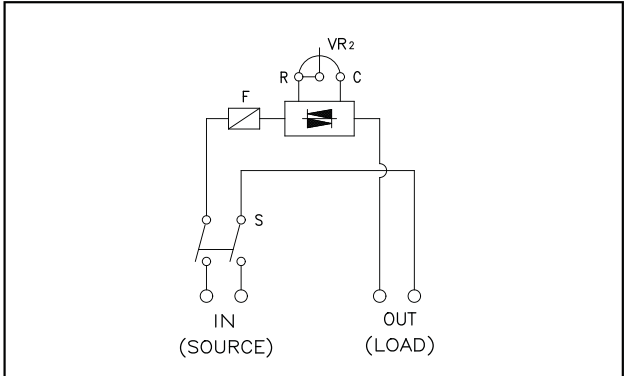 VR2
R C
F
S
IN OUT
(SOURCE) (LOAD)